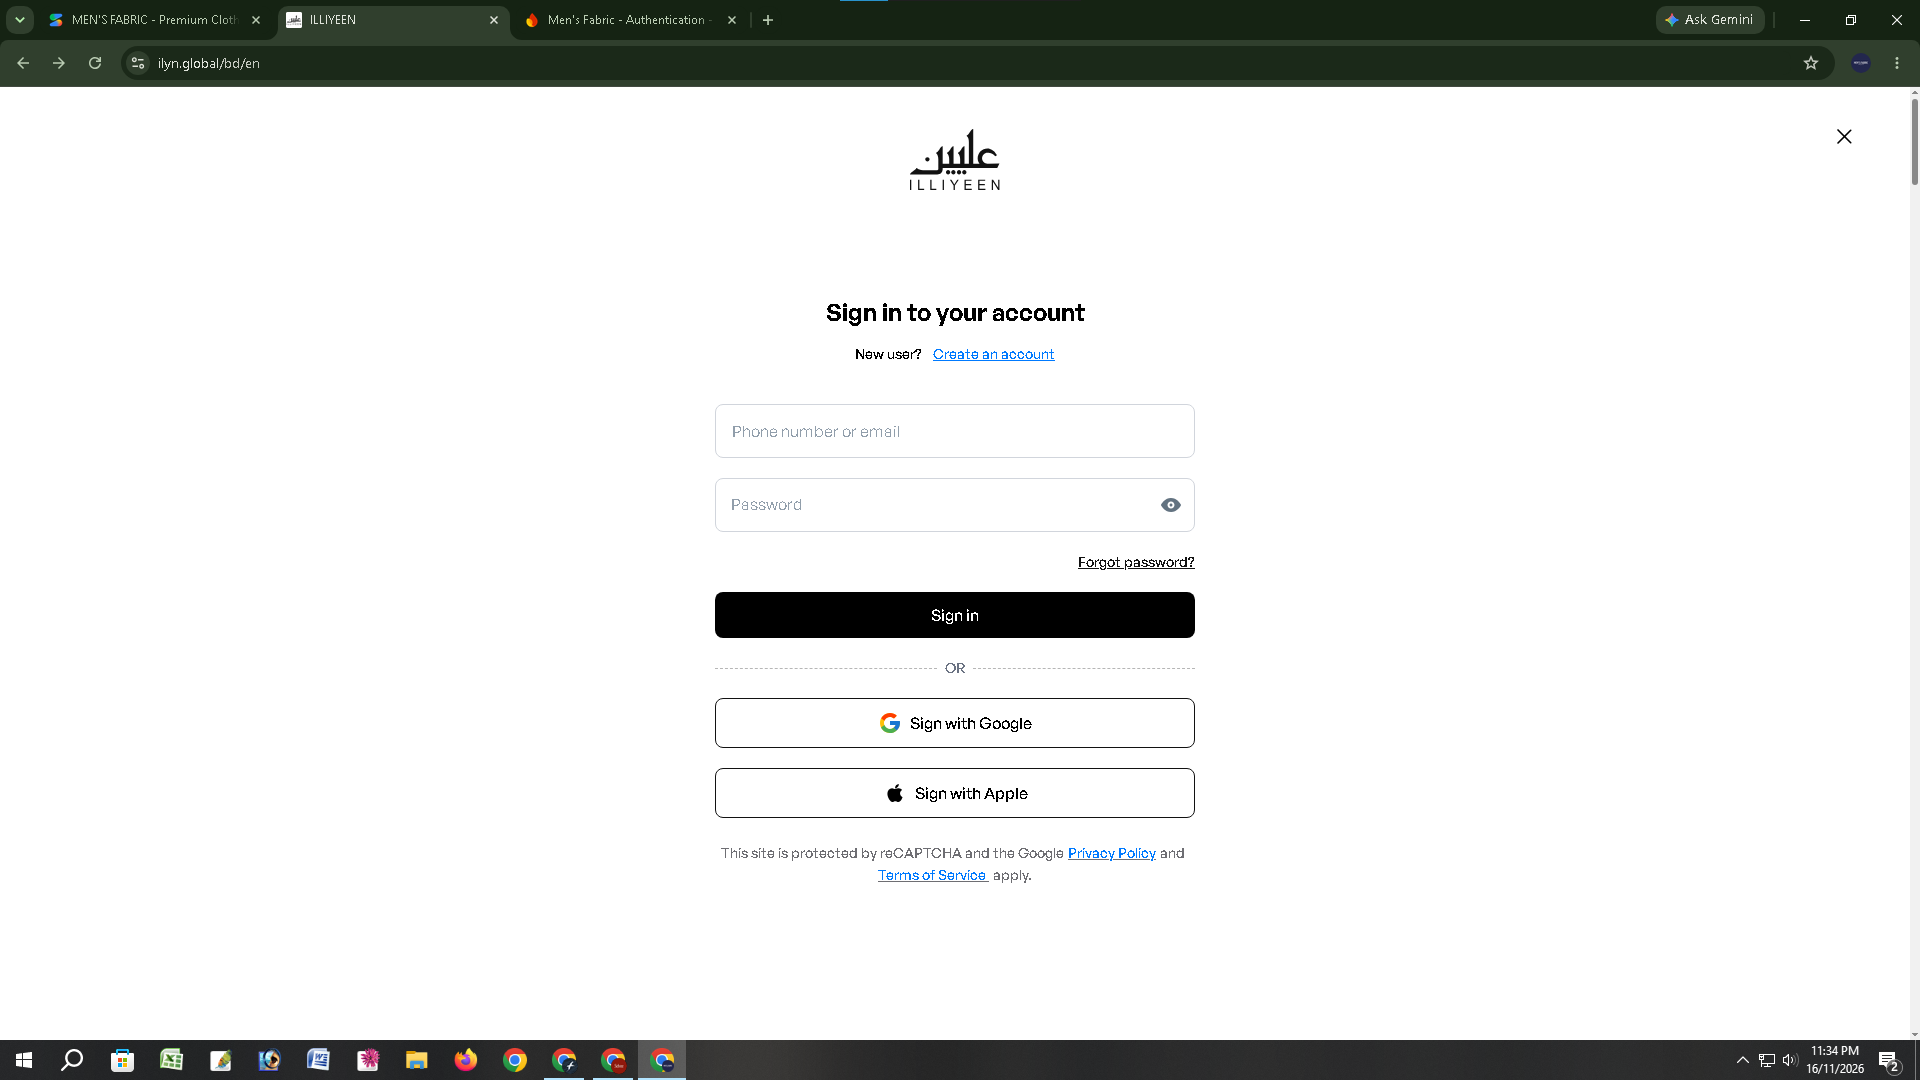 MEN'S FABRIC - Premium Cloth
ILLIYEEN
Men's Fabric - Authentication -
Ask Gemini
ilyn.global/bd/en
عليين
ILLIYEEN
Sign in to your account
New user? Create an account
Phone number or email
Password
Forgot password?
Sign in
OR
Sign with Google
Sign with Apple
This site is protected by reCAPTCHA and the Google Privacy Policy and
Terms of Service apply.
11:34 PM
16/11/2026
2